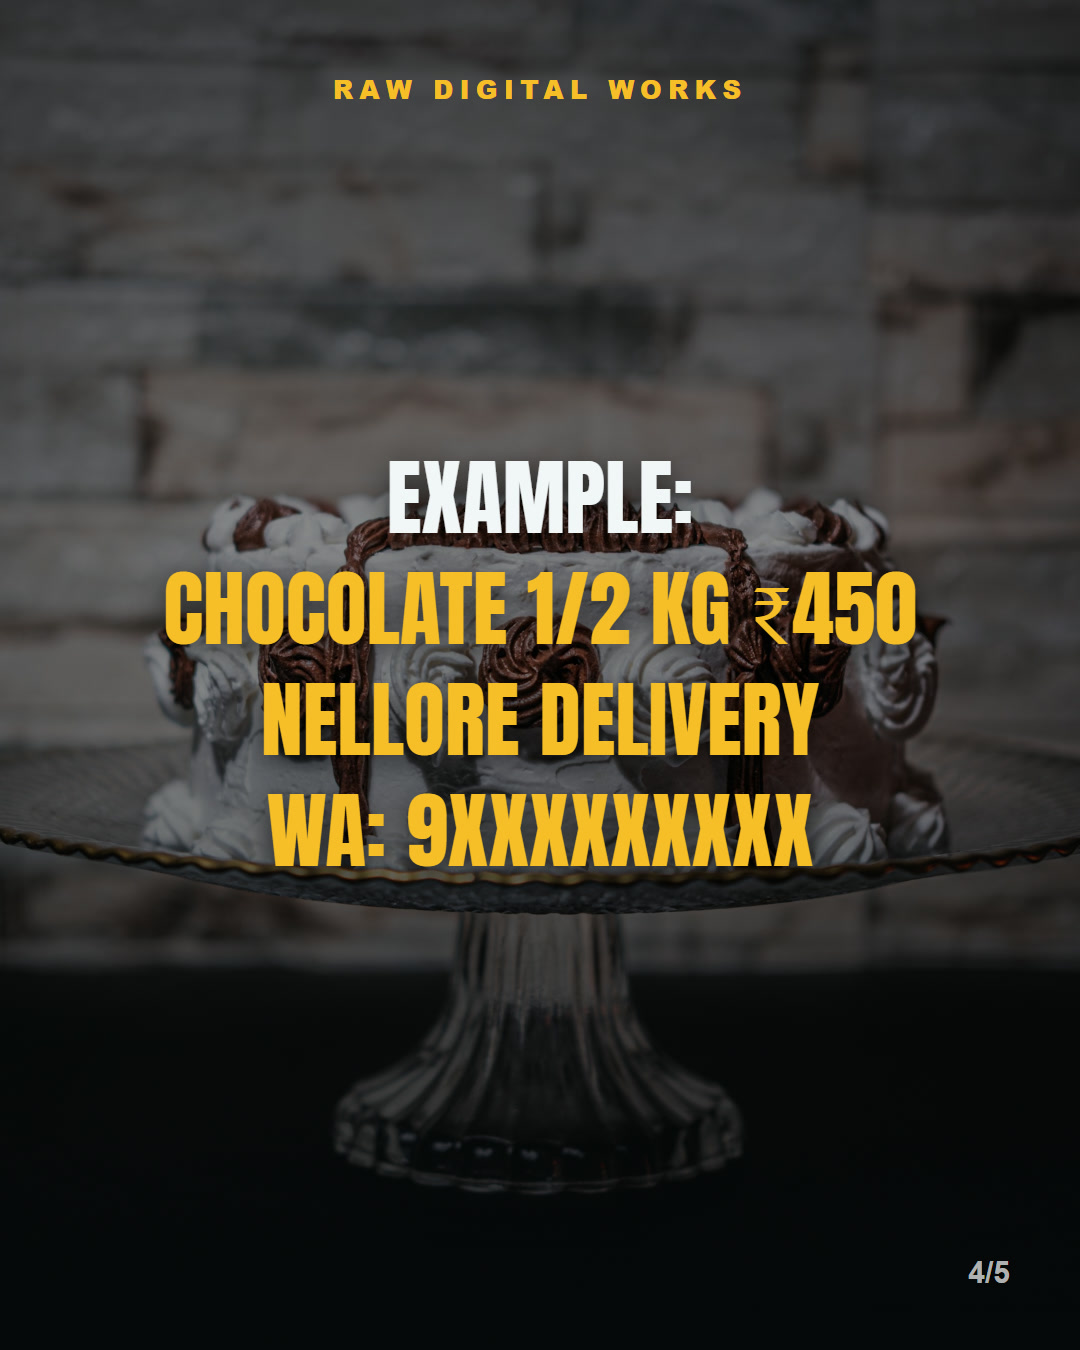 RAW DIGITAL WORKS
EXAMPLE:
CHOCOLATE 1/2 KG ₹450
NELLORE DELIVERY
WA: 9XXXXXXXXX
4/5